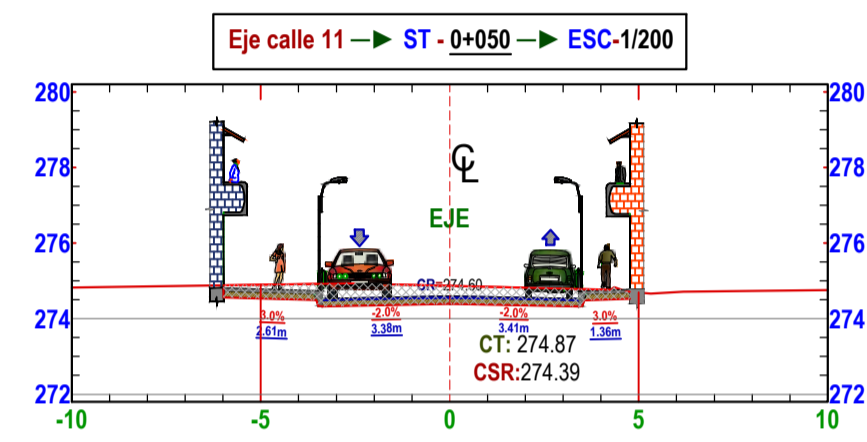 Eje calle 11 ST - 0+050 ESC-1/200
280 280
278 278
CL
EJE
276 276
CR=274.60
274 274
3.0% -2.0% -2.0% 3.0%
2.61m 3.38m 3.41m 1.36m
CT: 274.87
CSR:274.39
272 272
-10 -5 0 5 10